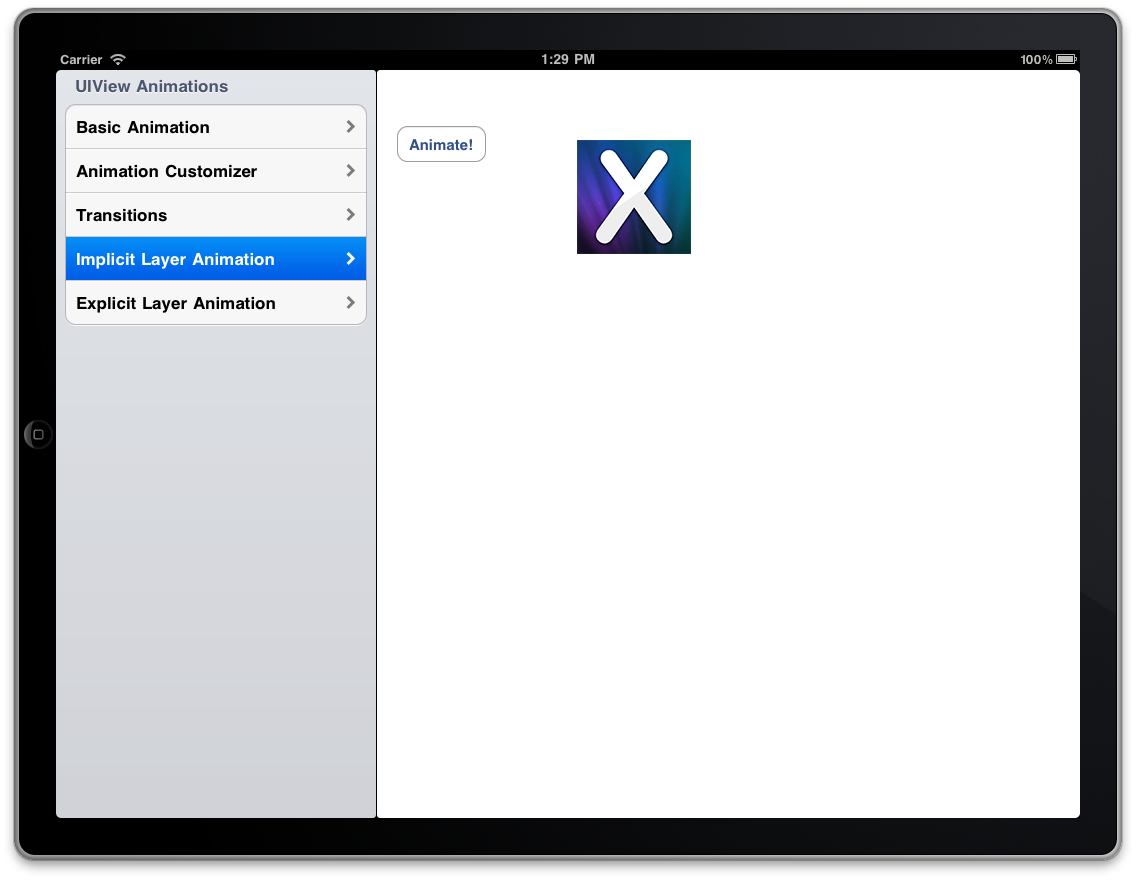 Carrier 1:29 PM 100%
UIView Animations
Basic Animation
Animation Customizer
Transitions
Implicit Layer Animation
Explicit Layer Animation
Animate!
X